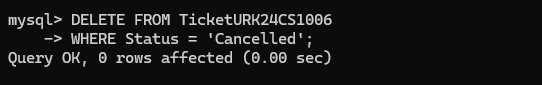 mysql> DELETE FROM TicketURK24CS1006
    -> WHERE Status = 'Cancelled';
Query OK, 0 rows affected (0.00 sec)